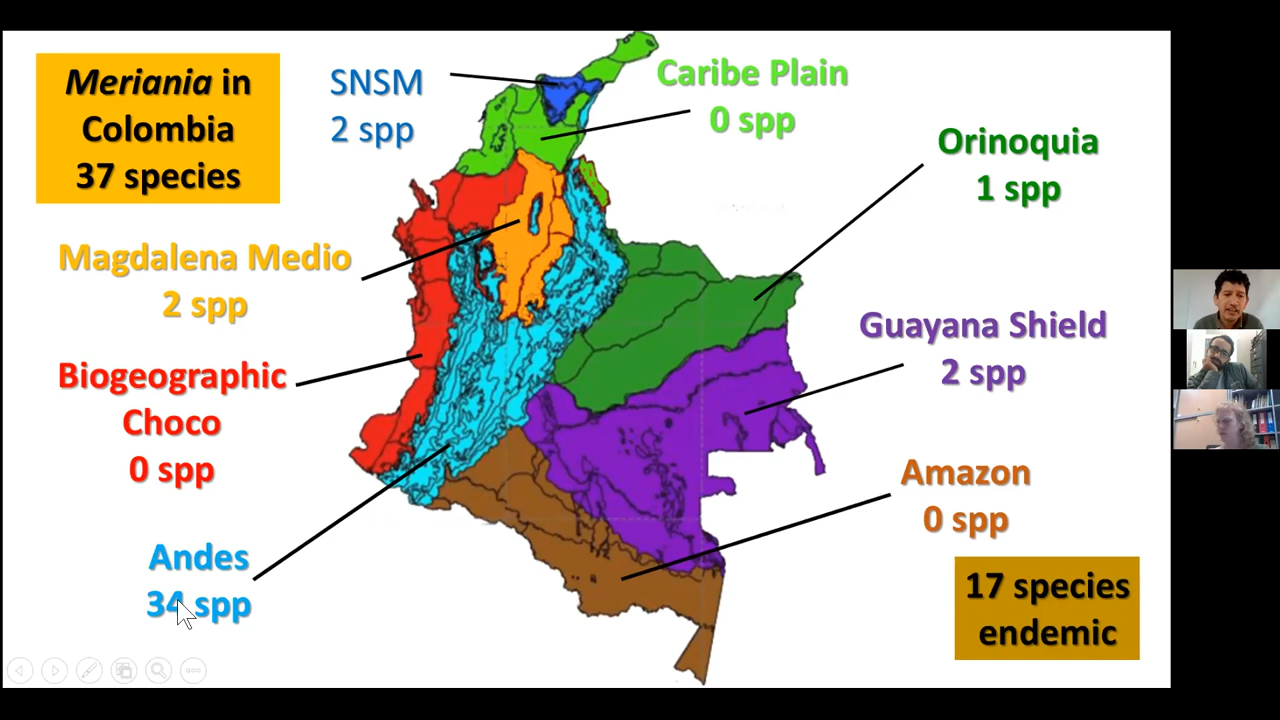 Meriania in
Colombia
37 species
SNSM
2 spp
Caribe Plain
0 spp
Orinoquia
1 spp
Magdalena Medio
2 spp
Guayana Shield
2 spp
Biogeographic
Choco
0 spp
Amazon
0 spp
Andes
34 spp
17 species
endemic